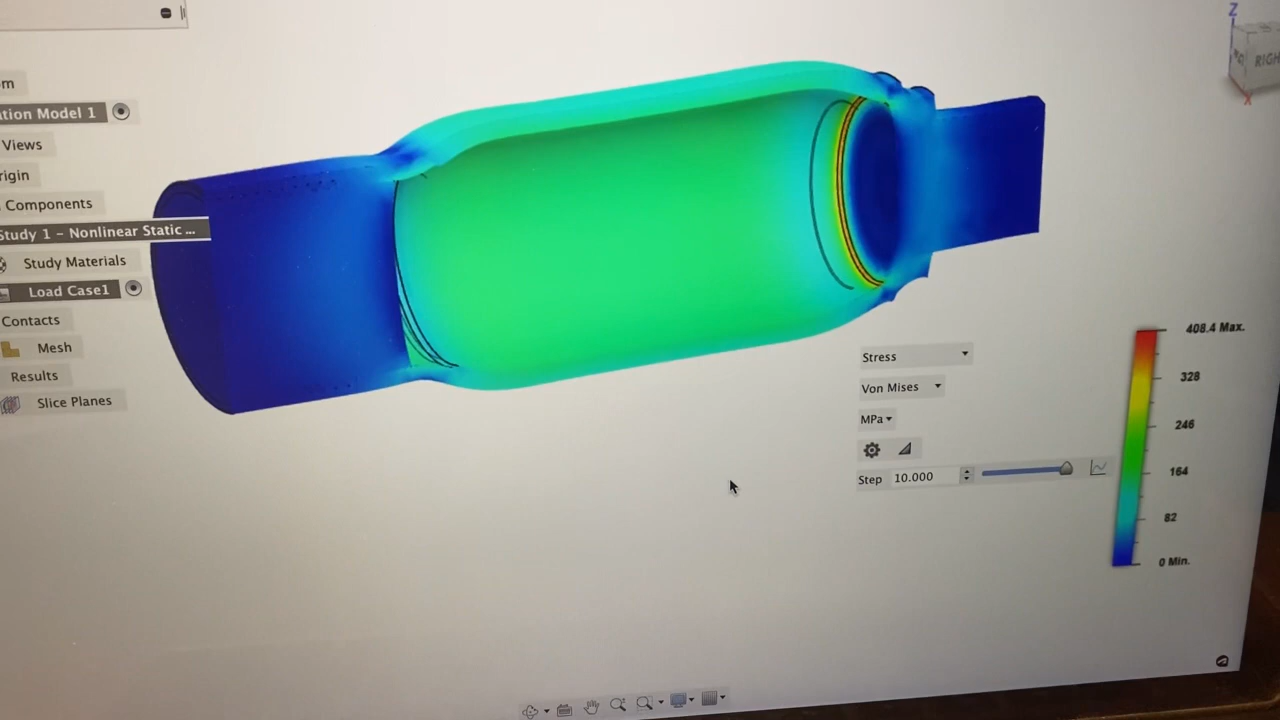 m
ation Model 1
Views
rigin
Components
Study 1 - Nonlinear Static ...
Study Materials
Load Case1
Contacts
Mesh
Results
Slice Planes
Z
RIGH
X
Stress
Von Mises
MPa
Step 10.000
408.4 Max.
328
246
164
82
0 Min.